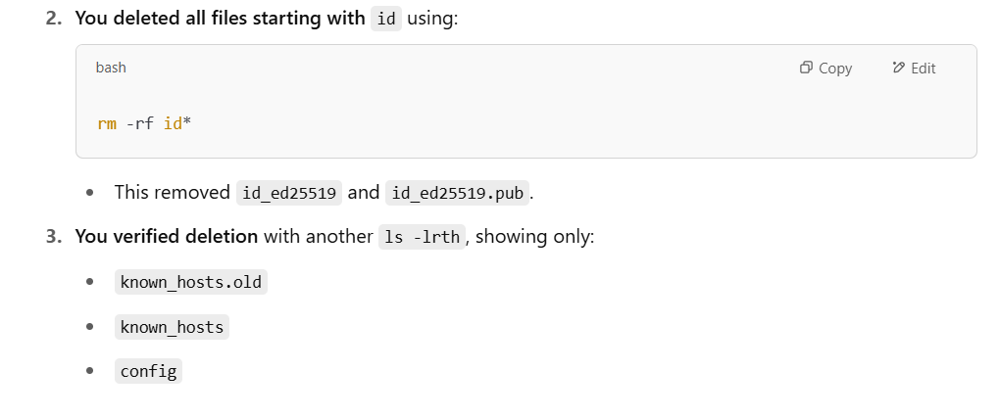 2. You deleted all files starting with id using:
bash
Copy
Edit
rm -rf id*
• This removed id_ed25519 and id_ed25519.pub.
3. You verified deletion with another ls -lrth, showing only:
• known_hosts.old
• known_hosts
• config